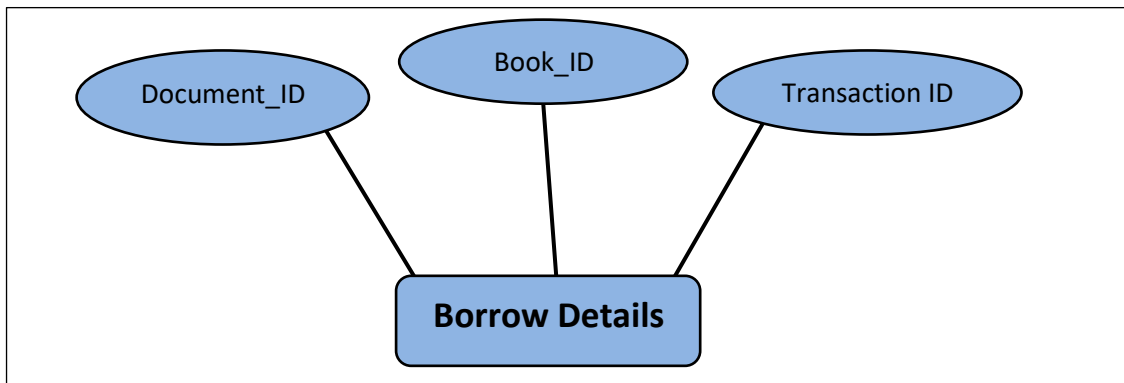 Document_ID
Book_ID
Transaction ID
Borrow Details